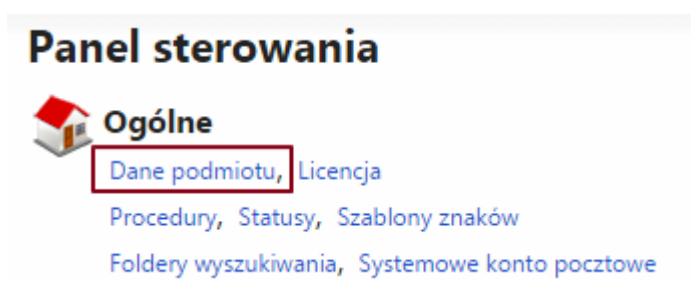 Panel sterowania
Ogólne
Dane podmiotu, Licencja
Procedury, Statusy, Szablony znaków
Foldery wyszukiwania, Systemowe konto pocztowe